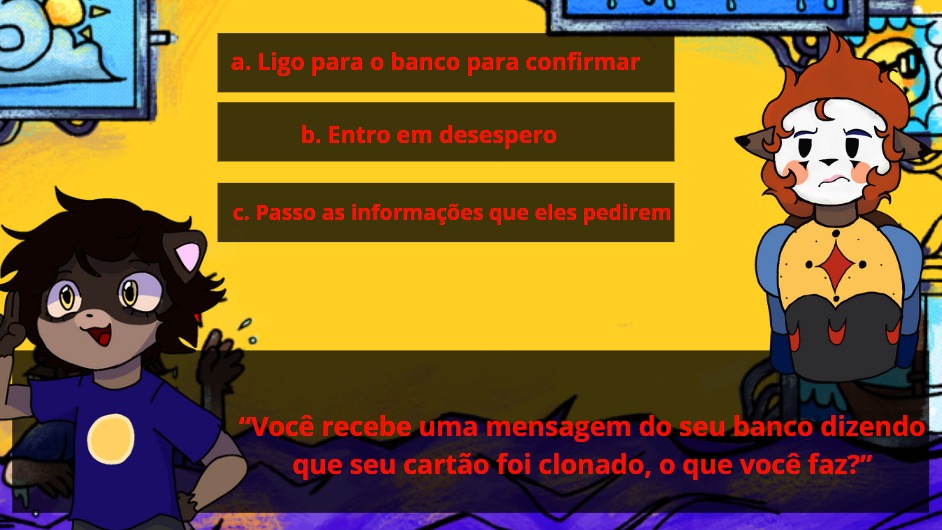 a. Ligo para o banco para confirmar
b. Entro em desespero
c. Passo as informações que eles pedirem
“Você recebe uma mensagem do seu banco dizendo
que seu cartão foi clonado, o que você faz?”